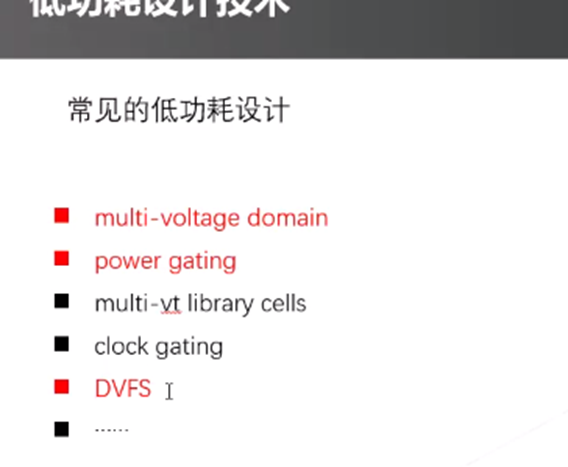 低功耗设计技术
常见的低功耗设计
multi-voltage domain
power gating
multi-vt library cells
clock gating
DVFS
······